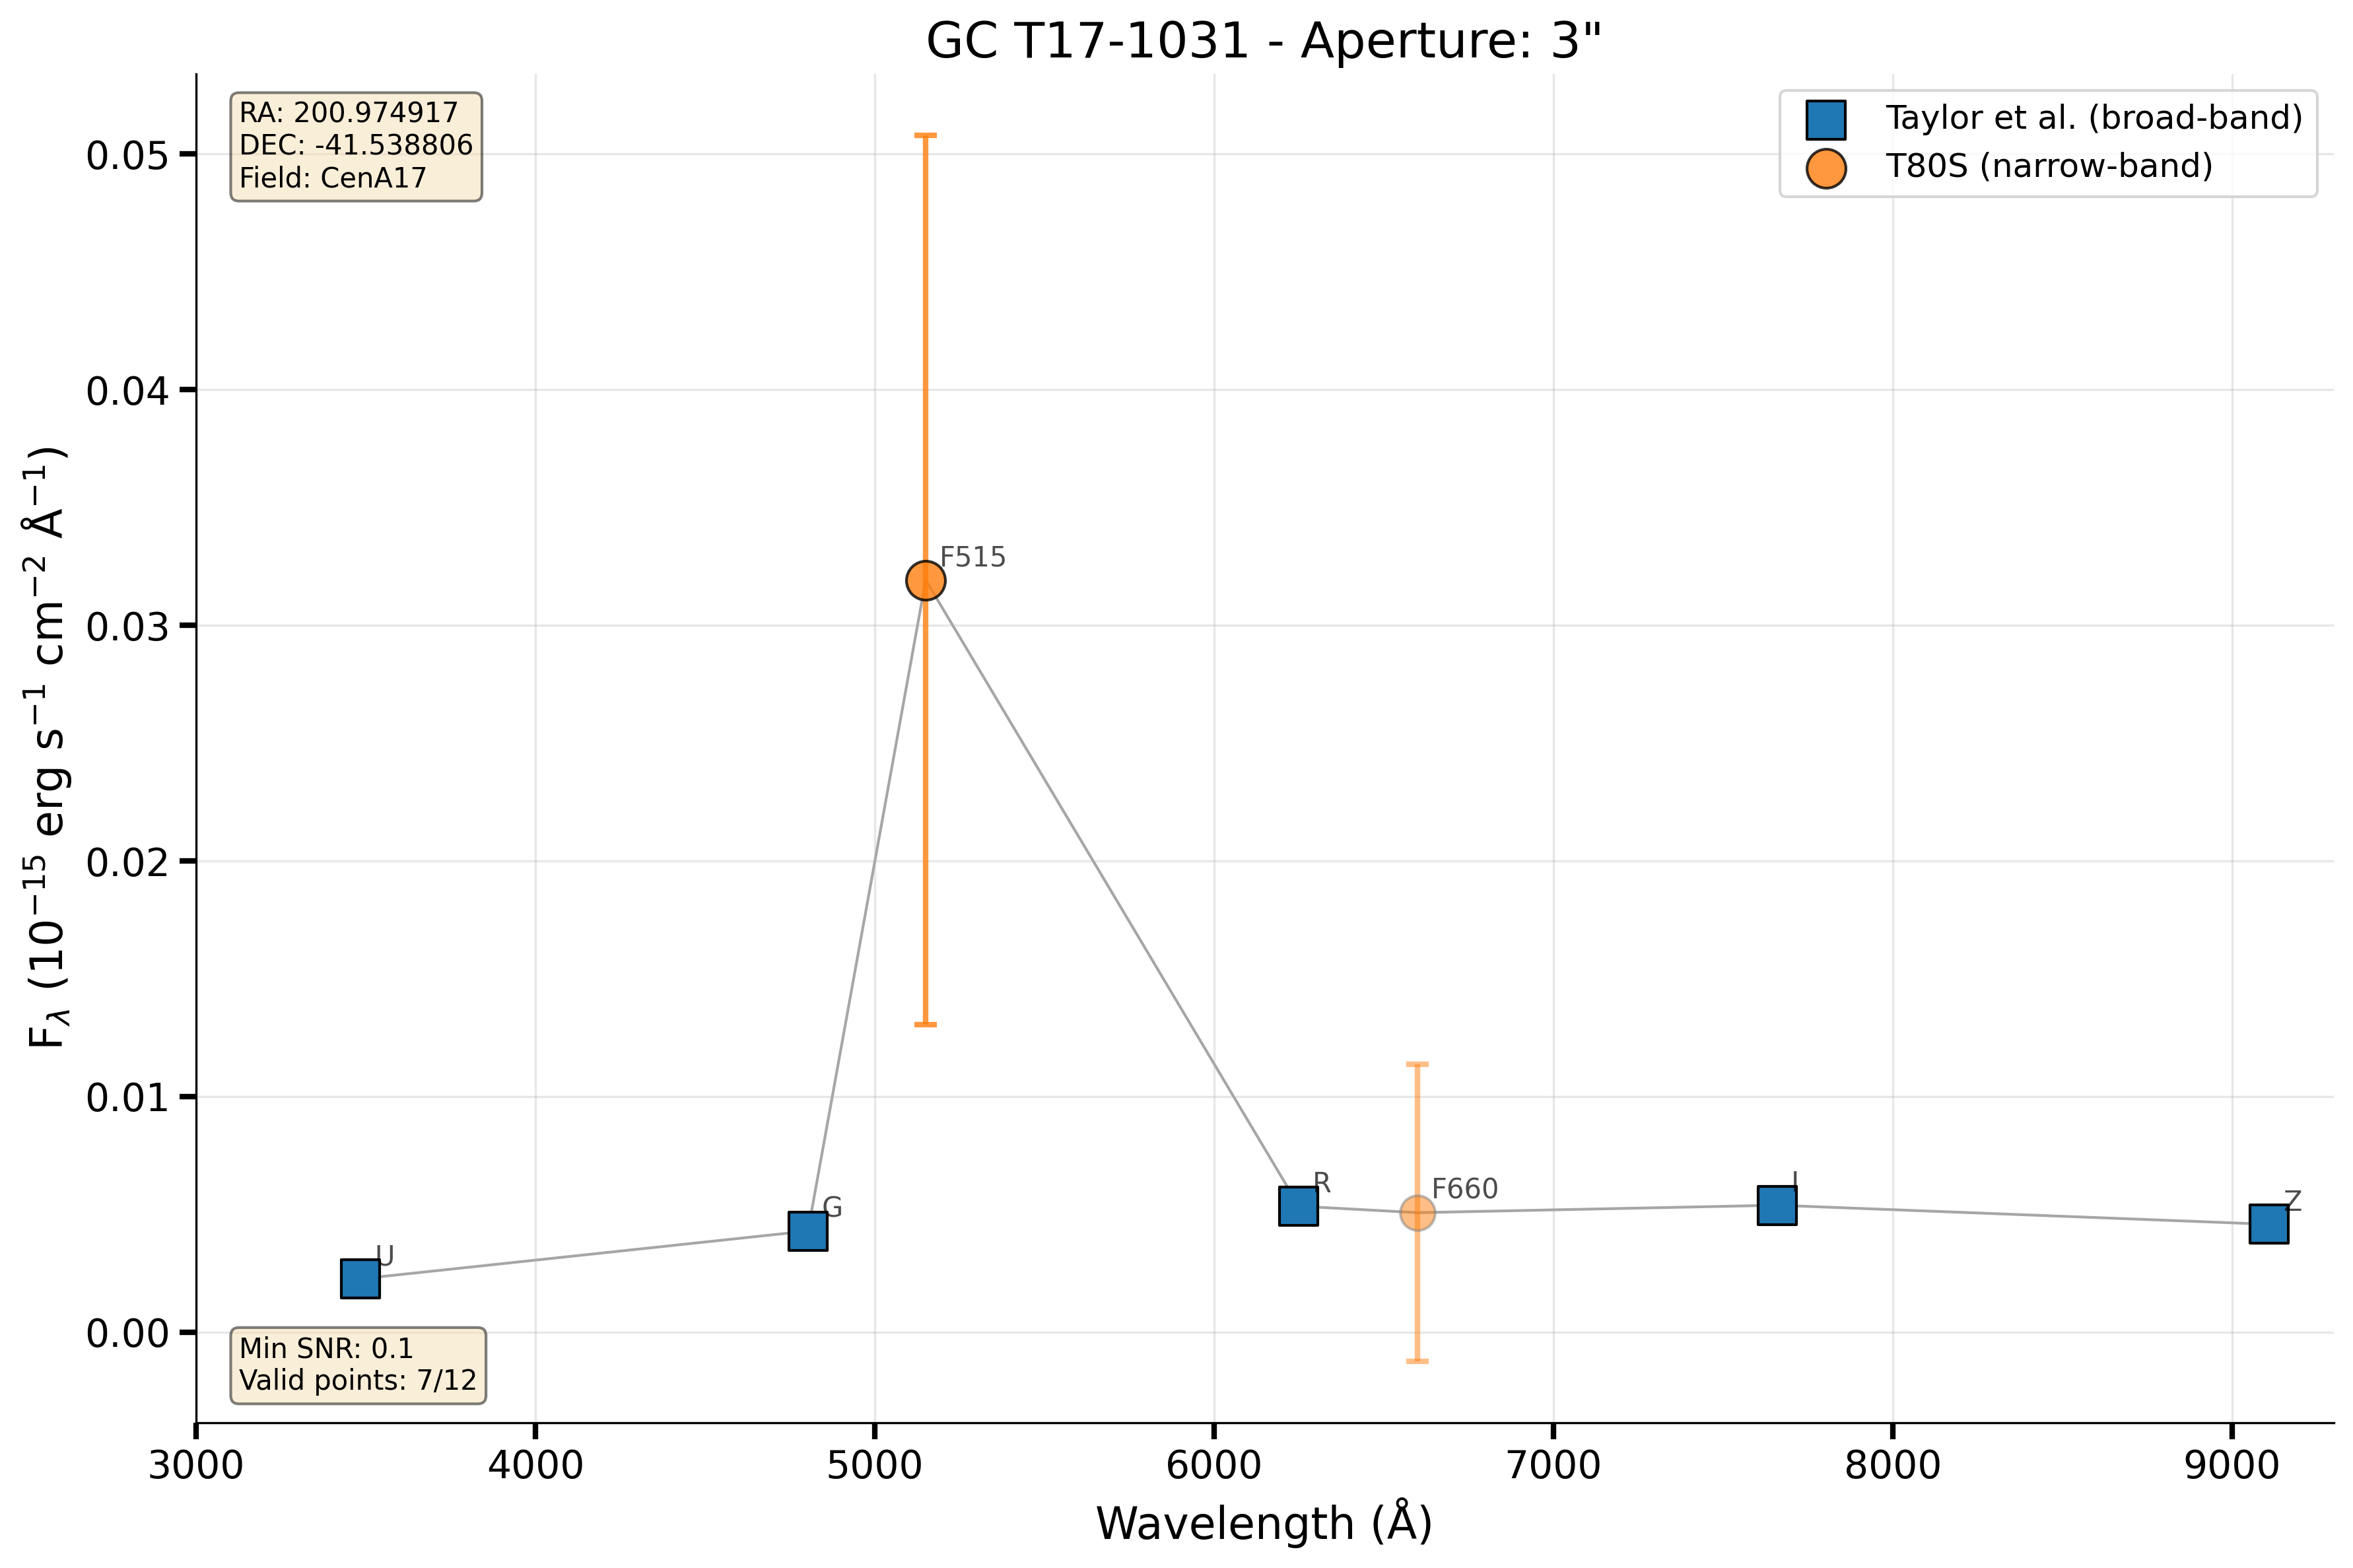 GC T17-1031 - Aperture: 3"
RA: 200.974917
DEC: -41.538806
Field: CenA17
Taylor et al. (broad-band)
T80S (narrow-band)
F$_λ$ (10$^{-15}$ erg s$^{-1}$ cm$^{-2}$ Å$^{-1}$)
0.05
0.04
0.03
0.02
0.01
0.00
F515
U
G
R
F660
I
Z
Min SNR: 0.1
Valid points: 7/12
3000 4000 5000 6000 7000 8000 9000
Wavelength (Å)